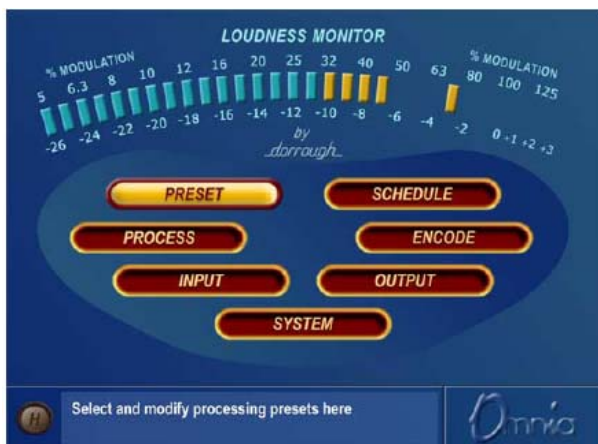 LOUDNESS MONITOR
% MODULATION
% MODULATION
5 6.3 8 10 12 16 20 25 32 40 50 63 80 100 125
-26 -24 -22 -20 -18 -16 -14 -12 -10 -8 -6 -4 -2 0 +1 +2 +3
by
dorrough
PRESET
SCHEDULE
PROCESS
ENCODE
INPUT
OUTPUT
SYSTEM
H
Select and modify processing presets here
Omnia